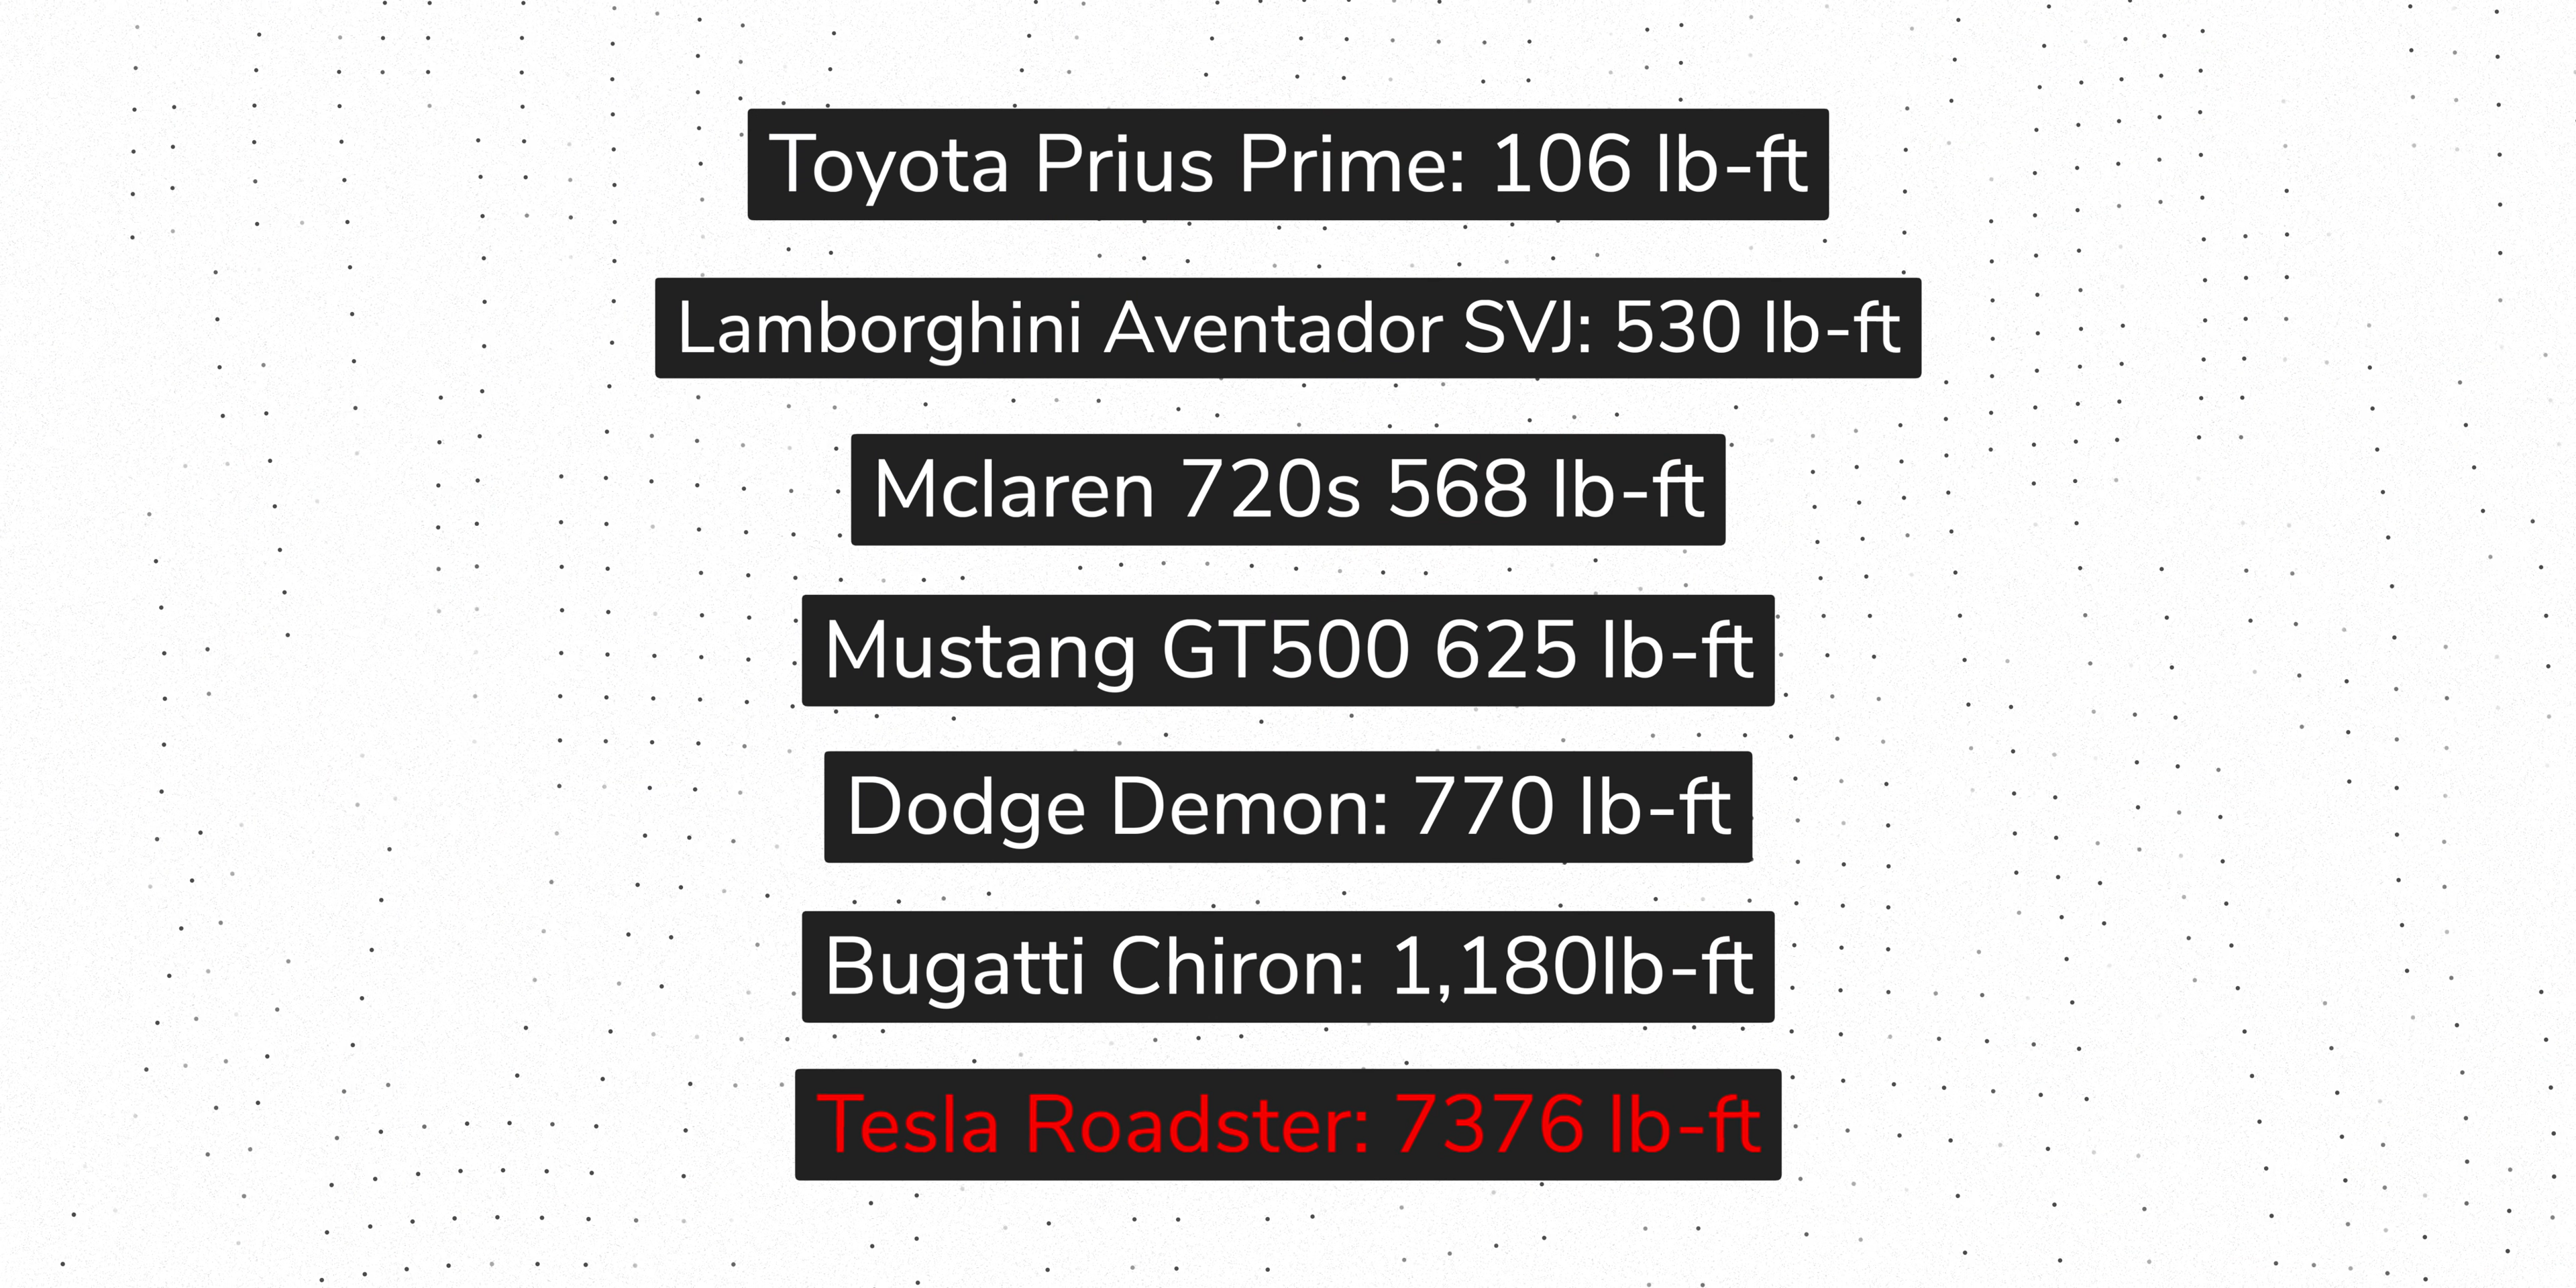 Toyota Prius Prime: 106 lb-ft
Lamborghini Aventador SVJ: 530 lb-ft
Mclaren 720s 568 lb-ft
Mustang GT500 625 lb-ft
Dodge Demon: 770 lb-ft
Bugatti Chiron: 1,180lb-ft
Tesla Roadster: 7376 lb-ft